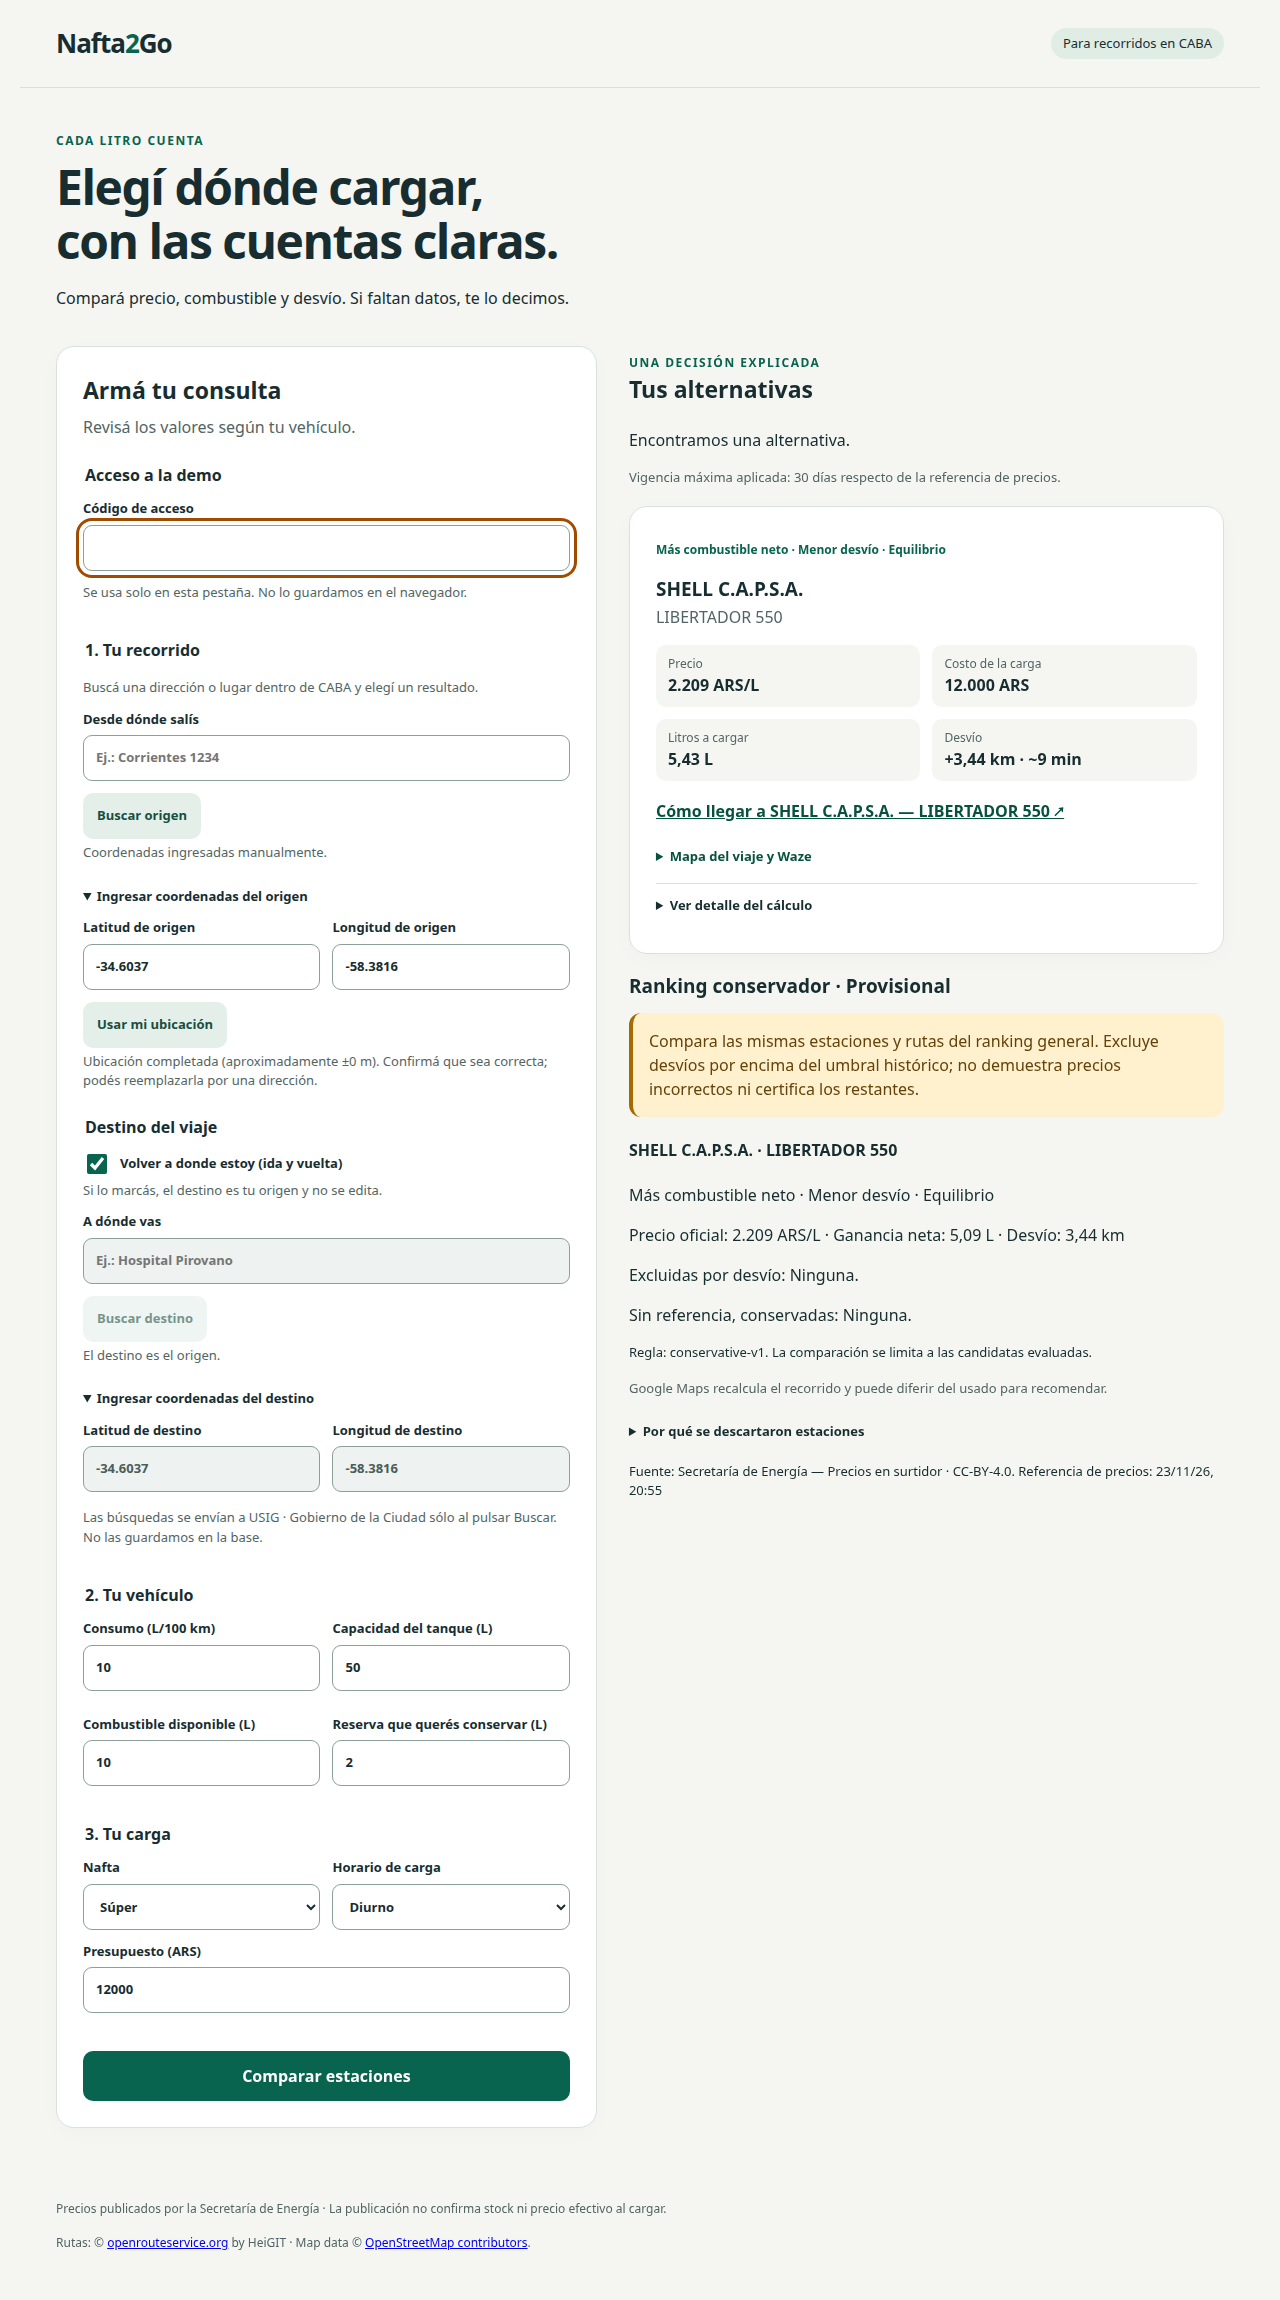 Nafta2Go
Para recorridos en CABA
CADA LITRO CUENTA
Elegí dónde cargar,
con las cuentas claras.
Compará precio, combustible y desvío. Si faltan datos, te lo decimos.
Armá tu consulta
Revisá los valores según tu vehículo.
Acceso a la demo
Código de acceso
Se usa solo en esta pestaña. No lo guardamos en el navegador.
1. Tu recorrido
Buscá una dirección o lugar dentro de CABA y elegí un resultado.
Desde dónde salís
Ej.: Corrientes 1234
Buscar origen
Coordenadas ingresadas manualmente.
▼ Ingresar coordenadas del origen
Latitud de origen
Longitud de origen
-34.6037
-58.3816
Usar mi ubicación
Ubicación completada (aproximadamente ±0 m). Confirmá que sea correcta;
podés reemplazarla por una dirección.
Destino del viaje
Volver a donde estoy (ida y vuelta)
Si lo marcás, el destino es tu origen y no se edita.
A dónde vas
Ej.: Hospital Pirovano
Buscar destino
El destino es el origen.
▼ Ingresar coordenadas del destino
Latitud de destino
Longitud de destino
-34.6037
-58.3816
Las búsquedas se envían a USIG · Gobierno de la Ciudad sólo al pulsar Buscar.
No las guardamos en la base.
2. Tu vehículo
Consumo (L/100 km)
Capacidad del tanque (L)
10
50
Combustible disponible (L)
Reserva que querés conservar (L)
10
2
3. Tu carga
Nafta
Horario de carga
Súper
Diurno
Presupuesto (ARS)
12000
Comparar estaciones
UNA DECISIÓN EXPLICADA
Tus alternativas
Encontramos una alternativa.
Vigencia máxima aplicada: 30 días respecto de la referencia de precios.
Más combustible neto · Menor desvío · Equilibrio
SHELL C.A.P.S.A.
LIBERTADOR 550
Precio
2.209 ARS/L
Costo de la carga
12.000 ARS
Litros a cargar
5,43 L
Desvío
+3,44 km · ~9 min
Cómo llegar a SHELL C.A.P.S.A. — LIBERTADOR 550 ↗
▶ Mapa del viaje y Waze
▶ Ver detalle del cálculo
Ranking conservador · Provisional
Compara las mismas estaciones y rutas del ranking general. Excluye
desvíos por encima del umbral histórico; no demuestra precios
incorrectos ni certifica los restantes.
SHELL C.A.P.S.A. · LIBERTADOR 550
Más combustible neto · Menor desvío · Equilibrio
Precio oficial: 2.209 ARS/L · Ganancia neta: 5,09 L · Desvío: 3,44 km
Excluidas por desvío: Ninguna.
Sin referencia, conservadas: Ninguna.
Regla: conservative-v1. La comparación se limita a las candidatas evaluadas.
Google Maps recalcula el recorrido y puede diferir del usado para recomendar.
▶ Por qué se descartaron estaciones
Fuente: Secretaría de Energía — Precios en surtidor · CC-BY-4.0. Referencia de precios: 23/11/26,
20:55
Precios publicados por la Secretaría de Energía · La publicación no confirma stock ni precio efectivo al cargar.
Rutas: © openrouteservice.org by HeiGIT · Map data © OpenStreetMap contributors.